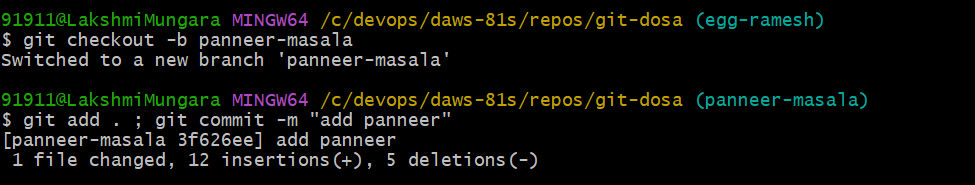 91911@LakshmiMungara MINGW64 /c/devops/daws-81s/repos/git-dosa (egg-ramesh)
$ git checkout -b panneer-masala
Switched to a new branch 'panneer-masala'
91911@LakshmiMungara MINGW64 /c/devops/daws-81s/repos/git-dosa (panneer-masala)
$ git add . ; git commit -m "add panneer"
[panneer-masala 3f626ee] add panneer
 1 file changed, 12 insertions(+), 5 deletions(-)